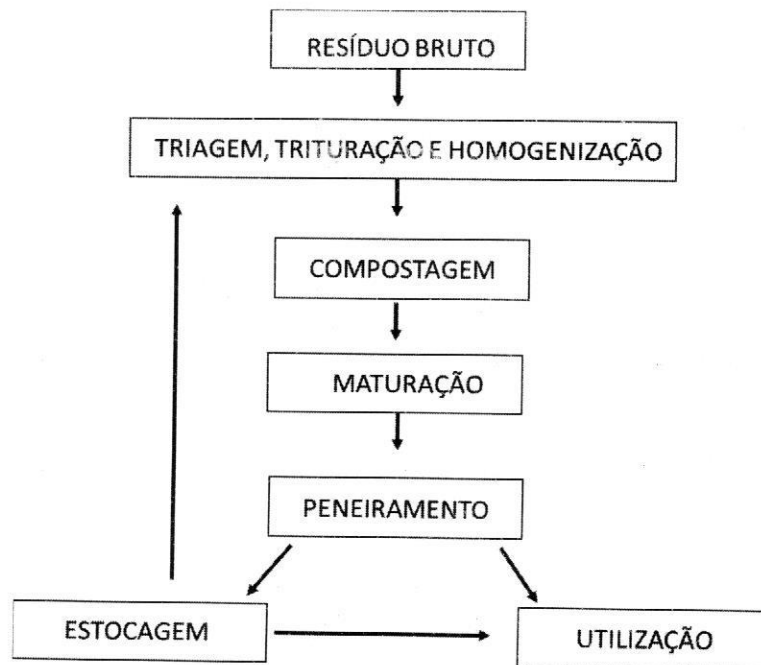 RESÍDUO BRUTO
TRIAGEM, TRITURAÇÃO E HOMOGENIZAÇÃO
COMPOSTAGEM
MATURAÇÃO
PENEIRAMENTO
ESTOCAGEM
UTILIZAÇÃO